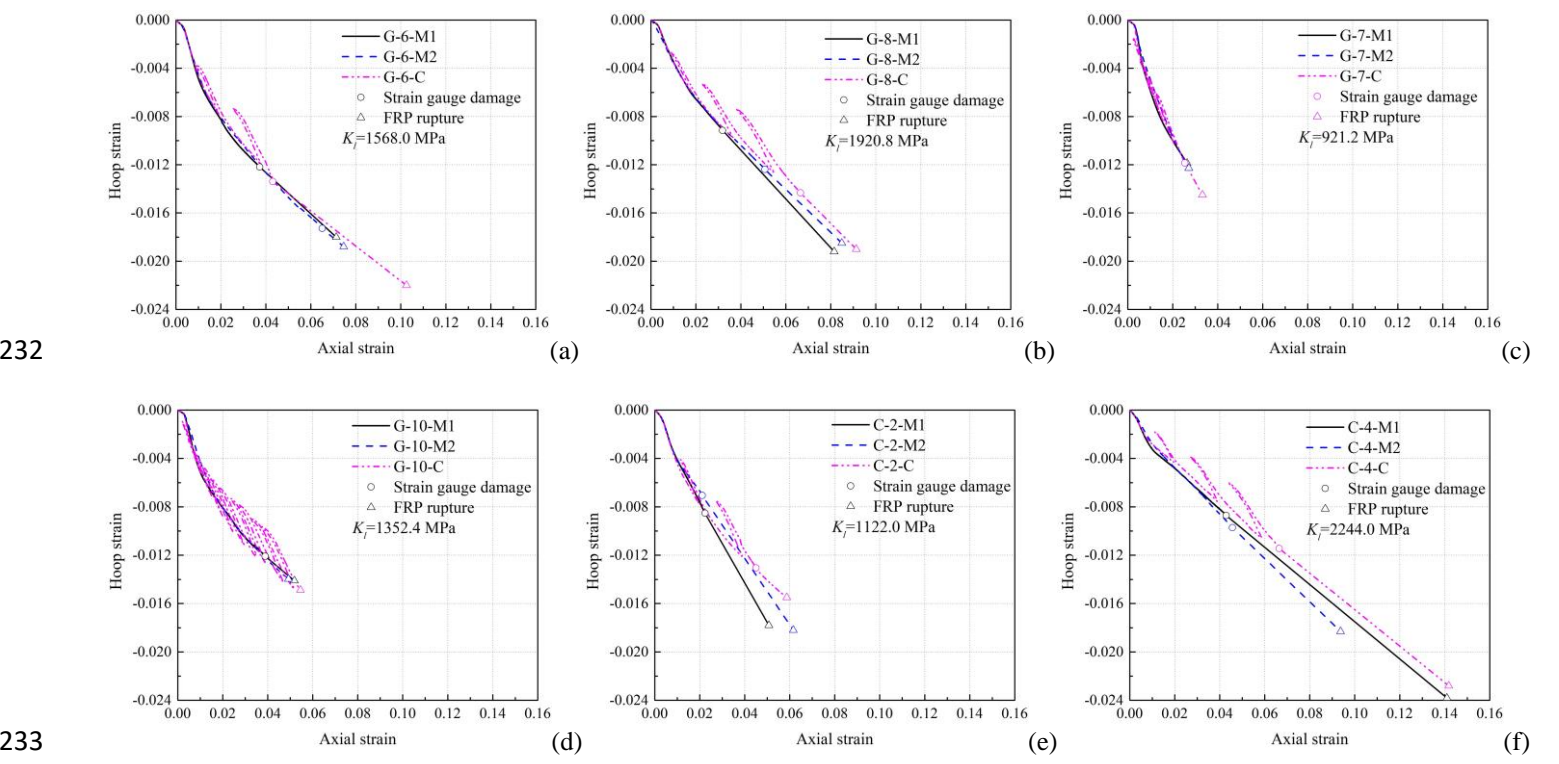 0.000
-0.004
-0.008
-0.012
-0.016
-0.020
-0.024
Hoop strain
G-6-M1
G-6-M2
G-6-C
Strain gauge damage
FRP rupture
K_l=1568.0 MPa
0.00 0.02 0.04 0.06 0.08 0.10 0.12 0.14 0.16
Axial strain
0.000
-0.004
-0.008
-0.012
-0.016
-0.020
-0.024
Hoop strain
G-8-M1
G-8-M2
G-8-C
Strain gauge damage
FRP rupture
K_l=1920.8 MPa
0.00 0.02 0.04 0.06 0.08 0.10 0.12 0.14 0.16
Axial strain
0.000
-0.004
-0.008
-0.012
-0.016
-0.020
-0.024
Hoop strain
G-7-M1
G-7-M2
G-7-C
Strain gauge damage
FRP rupture
K_l=921.2 MPa
0.00 0.02 0.04 0.06 0.08 0.10 0.12 0.14 0.16
Axial strain
232 (a) (b) (c)
0.000
-0.004
-0.008
-0.012
-0.016
-0.020
-0.024
Hoop strain
G-10-M1
G-10-M2
G-10-C
Strain gauge damage
FRP rupture
K_l=1352.4 MPa
0.00 0.02 0.04 0.06 0.08 0.10 0.12 0.14 0.16
Axial strain
0.000
-0.004
-0.008
-0.012
-0.016
-0.020
-0.024
Hoop strain
C-2-M1
C-2-M2
C-2-C
Strain gauge damage
FRP rupture
K_l=1122.0 MPa
0.00 0.02 0.04 0.06 0.08 0.10 0.12 0.14 0.16
Axial strain
0.000
-0.004
-0.008
-0.012
-0.016
-0.020
-0.024
Hoop strain
C-4-M1
C-4-M2
C-4-C
Strain gauge damage
FRP rupture
K_l=2244.0 MPa
0.00 0.02 0.04 0.06 0.08 0.10 0.12 0.14 0.16
Axial strain
233 (d) (e) (f)